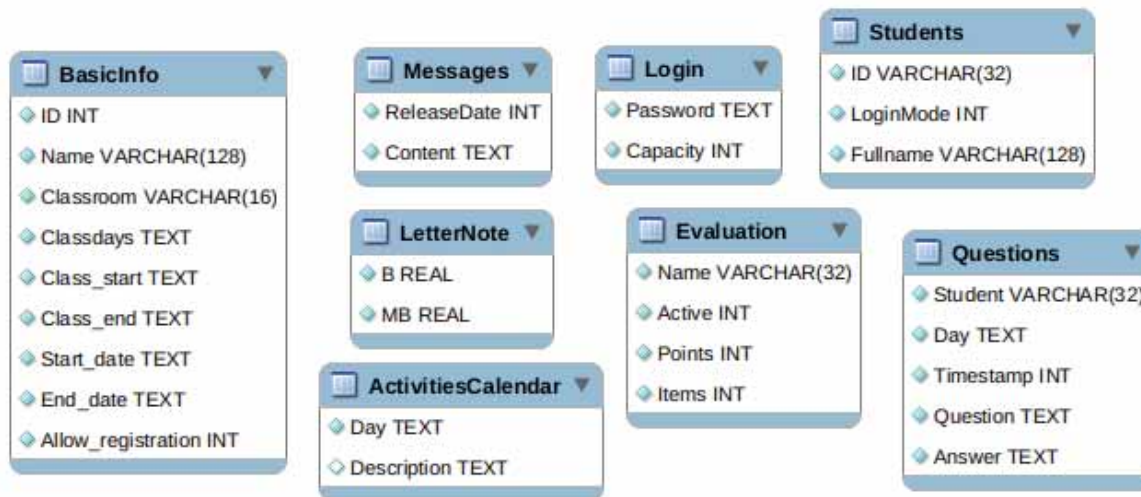 BasicInfo
ID INT
Name VARCHAR(128)
Classroom VARCHAR(16)
Classdays TEXT
Class_start TEXT
Class_end TEXT
Start_date TEXT
End_date TEXT
Allow_registration INT
Messages
ReleaseDate INT
Content TEXT
Login
Password TEXT
Capacity INT
Students
ID VARCHAR(32)
LoginMode INT
Fullname VARCHAR(128)
LetterNote
B REAL
MB REAL
Evaluation
Name VARCHAR(32)
Active INT
Points INT
Items INT
Questions
Student VARCHAR(32)
Day TEXT
Timestamp INT
Question TEXT
Answer TEXT
ActivitiesCalendar
Day TEXT
Description TEXT